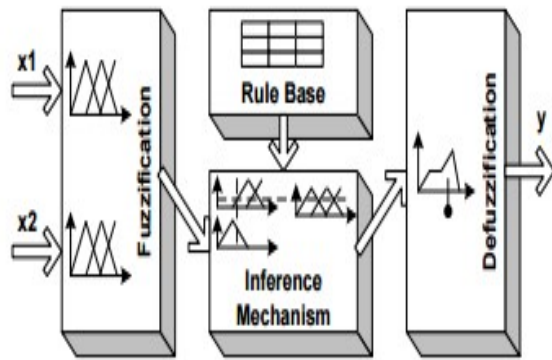 x1
x2
Fuzzification
Rule Base
Inference
Mechanism
Defuzzification
y